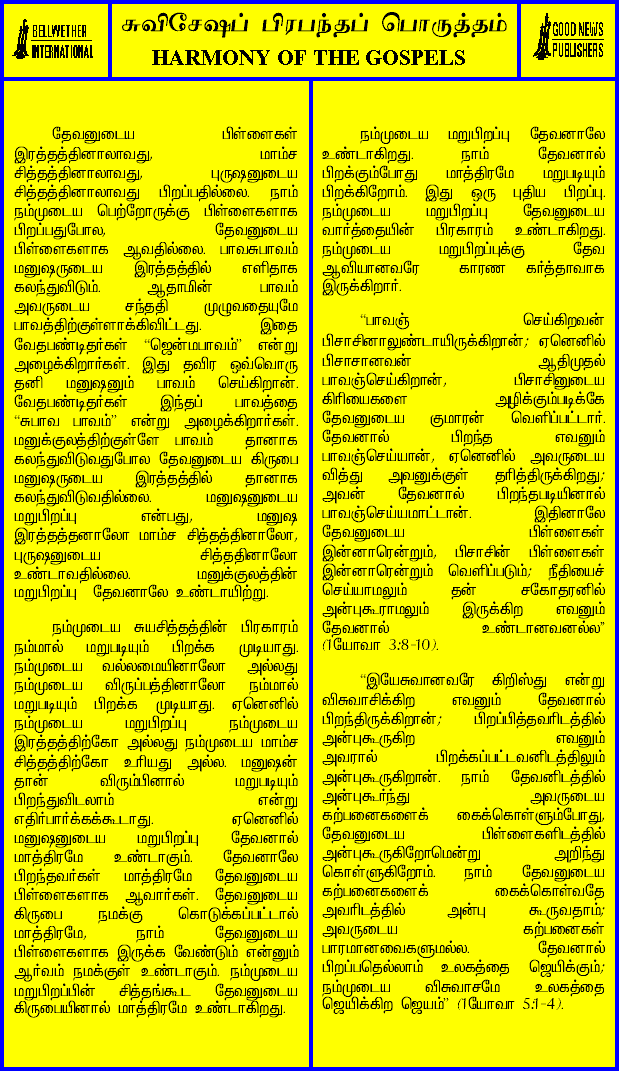 BELLWETHER
INTERNATIONAL
சுவிசேஷப் பிரபந்தப் பொருத்தம்
HARMONY OF THE GOSPELS
GOOD NEWS
PUBLISHERS
தேவனுடைய பிள்ளைகள்
இரத்தத்தினாலாவது, மாம்ச
சித்தத்தினாலாவது, புருஷனுடைய
சித்தத்தினாலாவது பிறப்பதில்லை. நாம்
நம்முடைய பெற்றோருக்கு பிள்ளைகளாக
பிறப்பதுபோல, தேவனுடைய
பிள்ளைகளாக ஆவதில்லை. பாவசுபாவம்
மனுஷருடைய இரத்தத்தில் எளிதாக
கலந்துவிடும். ஆதாமின் பாவம்
அவருடைய சந்ததி முழுவதையுமே
பாவத்திற்குள்ளாக்கிவிட்டது. இதை
வேதபண்டிதர்கள் “ஜென்மபாவம்” என்று
அழைக்கிறார்கள். இது தவிர ஒவ்வொரு
தனி மனுஷனும் பாவம் செய்கிறான்.
வேதபண்டிதர்கள் இந்தப் பாவத்தை
“சுபாவ பாவம்” என்று அழைக்கிறார்கள்.
மனுக்குலத்திற்குள்ளே பாவம் தானாக
கலந்துவிடுவதுபோல தேவனுடைய கிருபை
மனுஷருடைய இரத்தத்தில் தானாக
கலந்துவிடுவதில்லை. மனுஷனுடைய
மறுபிறப்பு என்பது, மனுஷ
இரத்தத்தனாலோ மாம்ச சித்தத்தினாலோ,
புருஷனுடைய சித்ததினாலோ
உண்டாவதில்லை. மனுக்குலத்தின்
மறுபிறப்பு தேவனாலே உண்டாயிற்று.
நம்முடைய சுயசித்தத்தின் பிரகாரம்
நம்மால் மறுபடியும் பிறக்க முடியாது.
நம்முடைய வல்லமையினாலோ அல்லது
நம்முடைய விருப்பத்தினாலோ நம்மால்
மறுபடியும் பிறக்க முடியாது. ஏனெனில்
நம்முடைய மறுபிறப்பு நம்முடைய
இரத்தத்திற்கோ அல்லது நம்முடைய மாம்ச
சித்தத்திற்கோ உரியது அல்ல. மனுஷன்
தான் விரும்பினால் மறுபடியும்
பிறந்துவிடலாம் என்று
எதிர்பார்க்கக்கூடாது. ஏனெனில்
மனுஷனுடைய மறுபிறப்பு தேவனால்
மாத்திரமே உண்டாகும். தேவனாலே
பிறந்தவர்கள் மாத்திரமே தேவனுடைய
பிள்ளைகளாக ஆவார்கள். தேவனுடைய
கிருபை நமக்கு கொடுக்கப்பட்டால்
மாத்திரமே, நாம் தேவனுடைய
பிள்ளைகளாக இருக்க வேண்டும் என்னும்
ஆர்வம் நமக்குள் உண்டாகும். நம்முடைய
மறுபிறப்பின் சித்தங்கூட தேவனுடைய
கிருபையினால் மாத்திரமே உண்டாகிறது.
நம்முடைய மறுபிறப்பு தேவனாலே
உண்டாகிறது. நாம் தேவனால்
பிறக்கும்போது மாத்திரமே மறுபடியும்
பிறக்கிறோம். இது ஒரு புதிய பிறப்பு.
நம்முடைய மறுபிறப்பு தேவனுடைய
வார்த்தையின் பிரகாரம் உண்டாகிறது.
நம்முடைய மறுபிறப்புக்கு தேவ
ஆவியானவரே காரண கர்த்தாவாக
இருக்கிறார்.
“பாவஞ் செய்கிறவன்
பிசாசினாலுண்டாயிருக்கிறான்; ஏனெனில்
பிசாசானவன் ஆதிமுதல்
பாவஞ்செய்கிறான், பிசாசினுடைய
கிரியைகளை அழிக்கும்படிக்கே
தேவனுடைய குமாரன் வெளிப்பட்டார்.
தேவனால் பிறந்த எவனும்
பாவஞ்செய்யான், ஏனெனில் அவருடைய
வித்து அவனுக்குள் தரித்திருக்கிறது;
அவன் தேவனால் பிறந்தபடியினால்
பாவஞ்செய்யமாட்டான். இதினாலே
தேவனுடைய பிள்ளைகள்
இன்னாரென்றும், பிசாசின் பிள்ளைகள்
இன்னாரென்றும் வெளிப்படும்; நீதியைச்
செய்யாமலும் தன் சகோதரனில்
அன்புகூராமலும் இருக்கிற எவனும்
தேவனால் உண்டானவனல்ல”
(1யோவா 3:8-10).
“இயேசுவானவரே கிறிஸ்து என்று
விசுவாசிக்கிற எவனும் தேவனால்
பிறந்திருக்கிறான்; பிறப்பித்தவரிடத்தில்
அன்புகூருகிற எவனும்
அவரால் பிறக்கப்பட்டவனிடத்திலும்
அன்புகூருகிறான். நாம் தேவனிடத்தில்
அன்புகூர்ந்து அவருடைய
கற்பனைகளைக் கைக்கொள்ளும்போது,
தேவனுடைய பிள்ளைகளிடத்தில்
அன்புகூருகிறோமென்று அறிந்து
கொள்ளுகிறோம். நாம் தேவனுடைய
கற்பனைகளைக் கைக்கொள்வதே
அவரிடத்தில் அன்பு கூருவதாம்;
அவருடைய கற்பனைகள்
பாரமானவைகளுமல்ல. தேவனால்
பிறப்பதெல்லாம் உலகத்தை ஜெயிக்கும்;
நம்முடைய விசுவாசமே உலகத்தை
ஜெயிக்கிற ஜெயம்” (1யோவா 5:1-4).